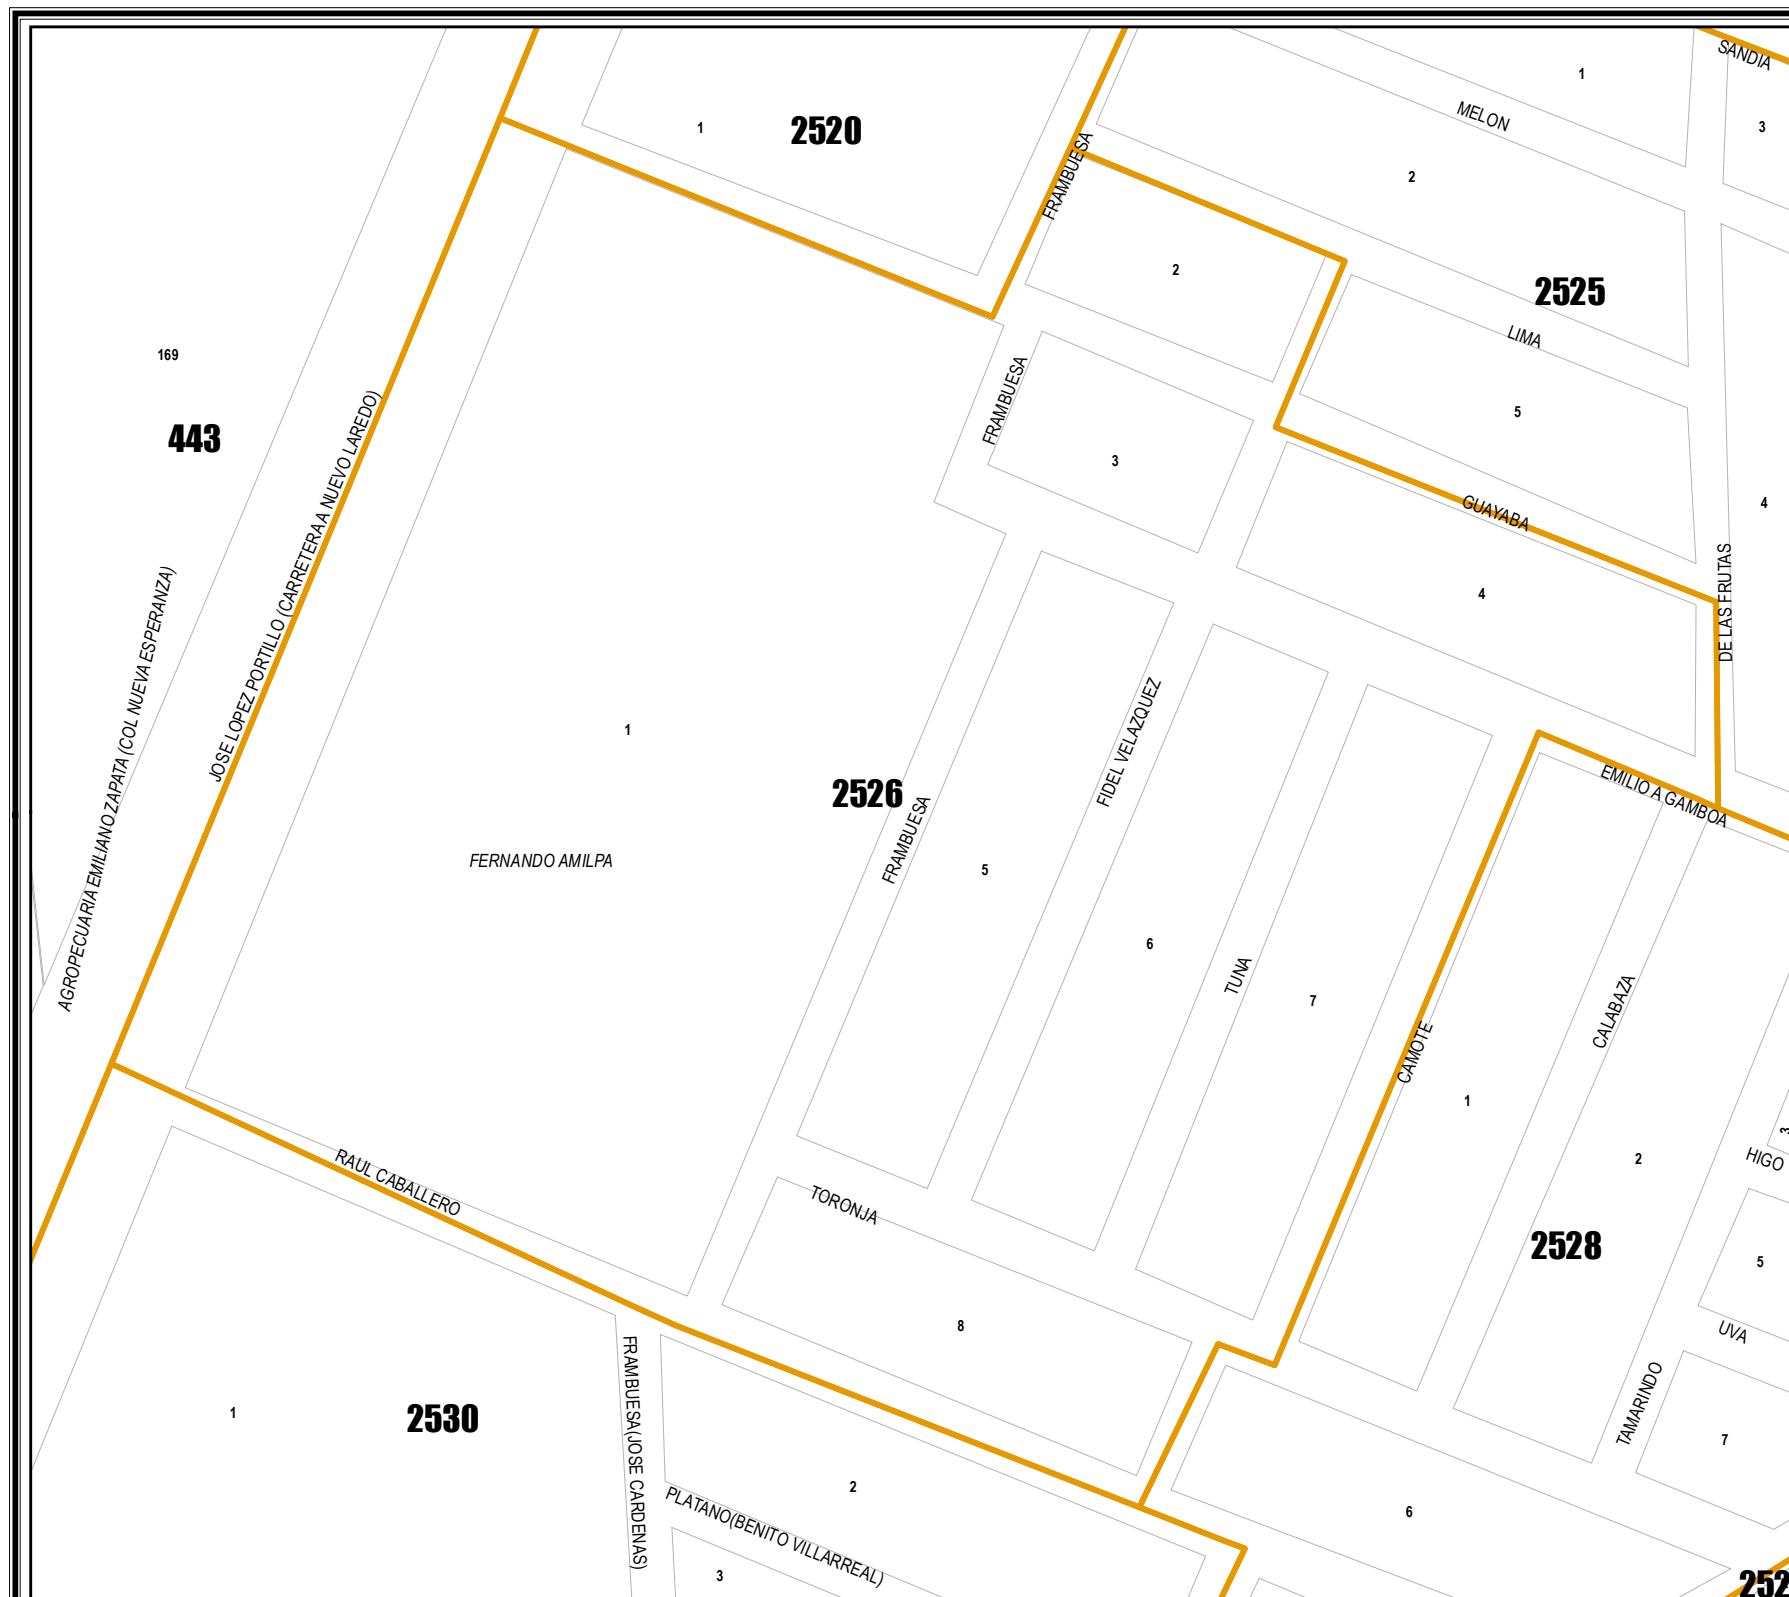 SANDIA
1
MELON
3
1
2520
FRAMBUESA
2
2
2525
LIMA
169
443
FRAMBUESA
5
3
GUAYABA
4
JOSE LOPEZ PORTILLO (CARRETERA A NUEVO LAREDO)
4
DE LAS FRUTAS
AGROPECUARIA EMILIANO ZAPATA (COL NUEVA ESPERANZA)
1
FIDEL VELAZQUEZ
2526
EMILIO A GAMBOA
FRAMBUESA
FERNANDO AMILPA
5
6
TUNA
7
CALABAZA
CAMOTE
1
3
2
HIGO
RAUL CABALLERO
TORONJA
2528
5
8
UVA
FRAMBUESA(JOSE CARDENAS)
TAMARINDO
1
2530
7
2
6
PLATANO(BENITO VILLARREAL)
3
252